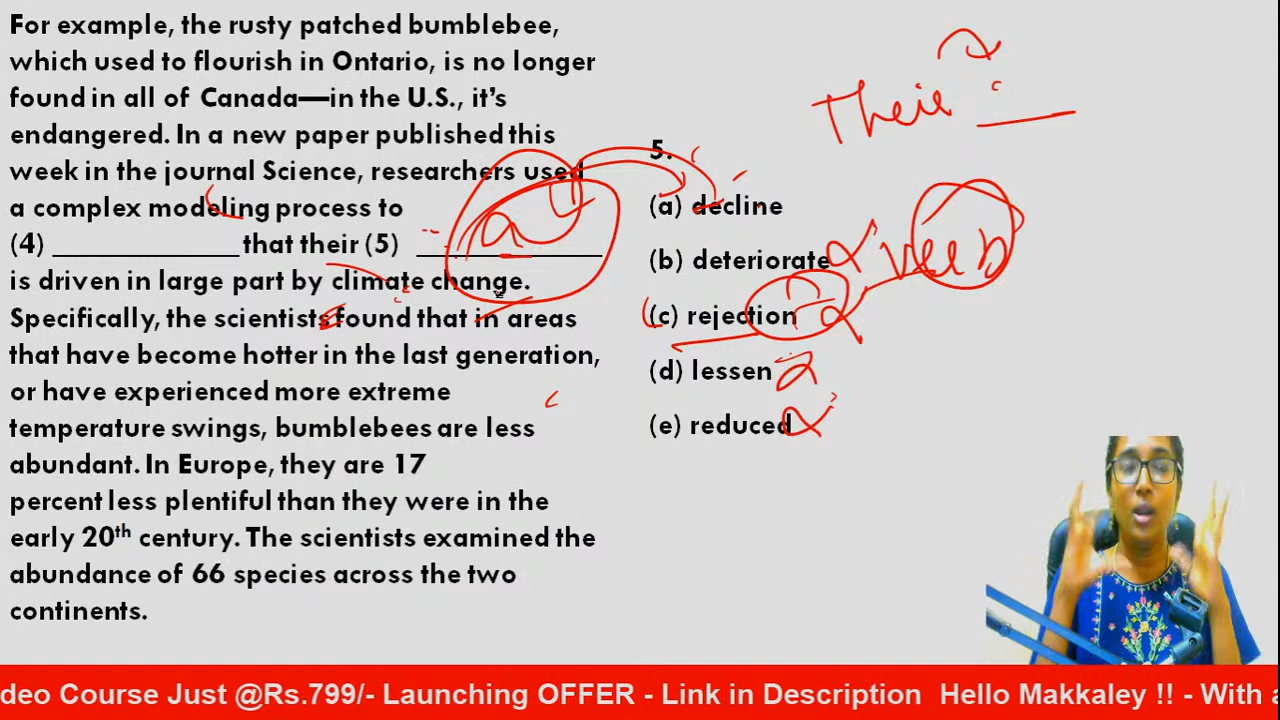 For example, the rusty patched bumblebee,
which used to flourish in Ontario, is no longer
found in all of Canada—in the U.S., it's
endangered. In a new paper published this
week in the journal Science, researchers used
a complex modeling process to
(4) ________________ that their (5) ________________
is driven in large part by climate change.
Specifically, the scientists found that in areas
that have become hotter in the last generation,
or have experienced more extreme
temperature swings, bumblebees are less
abundant. In Europe, they are 17
percent less plentiful than they were in the
early 20th century. The scientists examined the
abundance of 66 species across the two
continents.
Their ____
5.
(a) decline
(b) deteriorate
verb
(c) rejection
(d) lessen
(e) reduced
a
deo Course Just @Rs.799/- Launching OFFER - Link in Description Hello Makkaley !! - With a